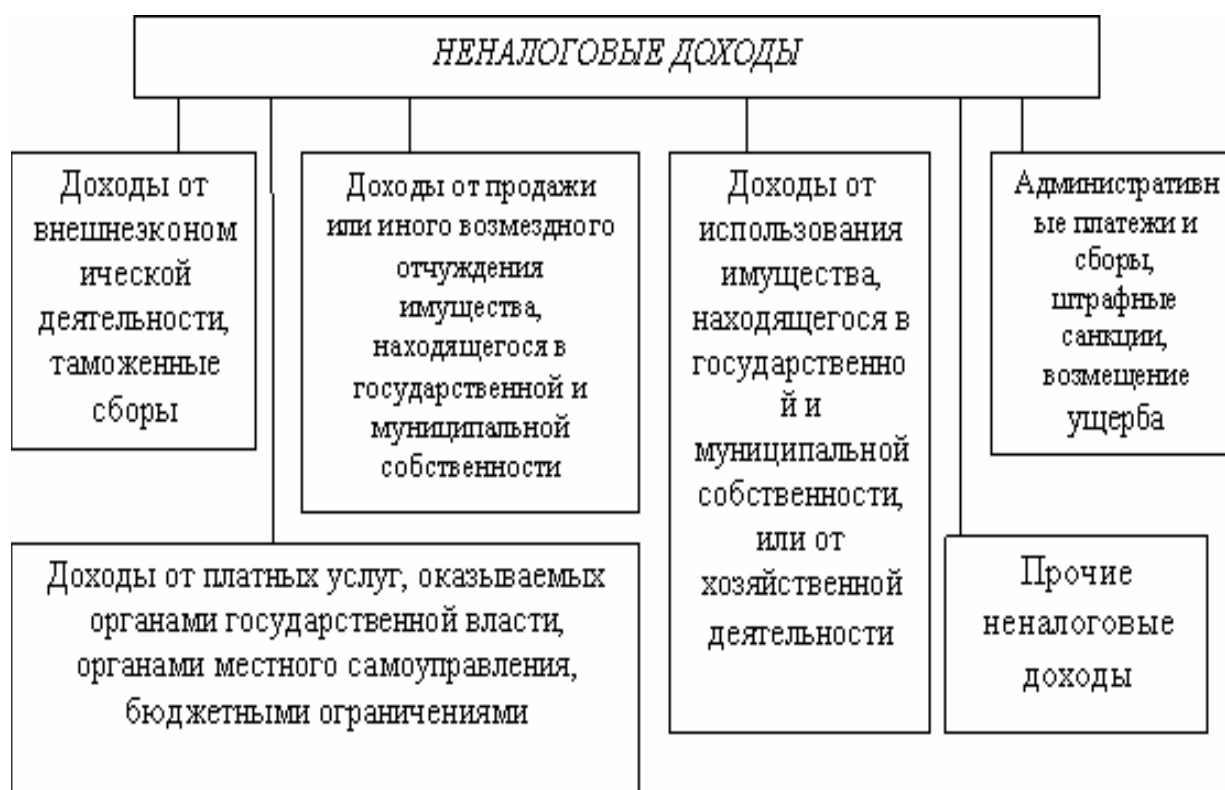 НЕНАЛОГОВЫЕ ДОХОДЫ
Доходы от
внешнеэконом
ической
деятельности,
таможенные
сборы
Доходы от продажи
или иного возмездного
отчуждения
имущества,
находящегося в
государственной и
муниципальной
собственности
Доходы от
использования
имущества,
находящегося в
государственно
й и
муниципальной
собственности,
или от
хозяйственной
деятельности
Административн
ые платежи и
сборы,
штрафные
санкции,
возмещение
ущерба
Доходы от платных услуг, оказываемых
органами государственной власти,
органами местного самоуправления,
бюджетными ограничениями
Прочие
неналоговые
доходы